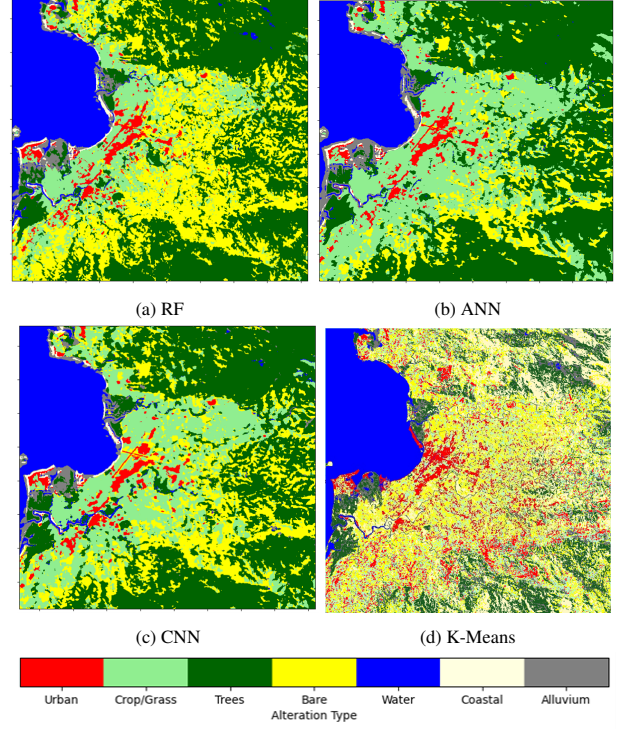 (a) RF
(b) ANN
(c) CNN
(d) K-Means
Urban Crop/Grass Trees Bare Water Coastal Alluvium
Alteration Type